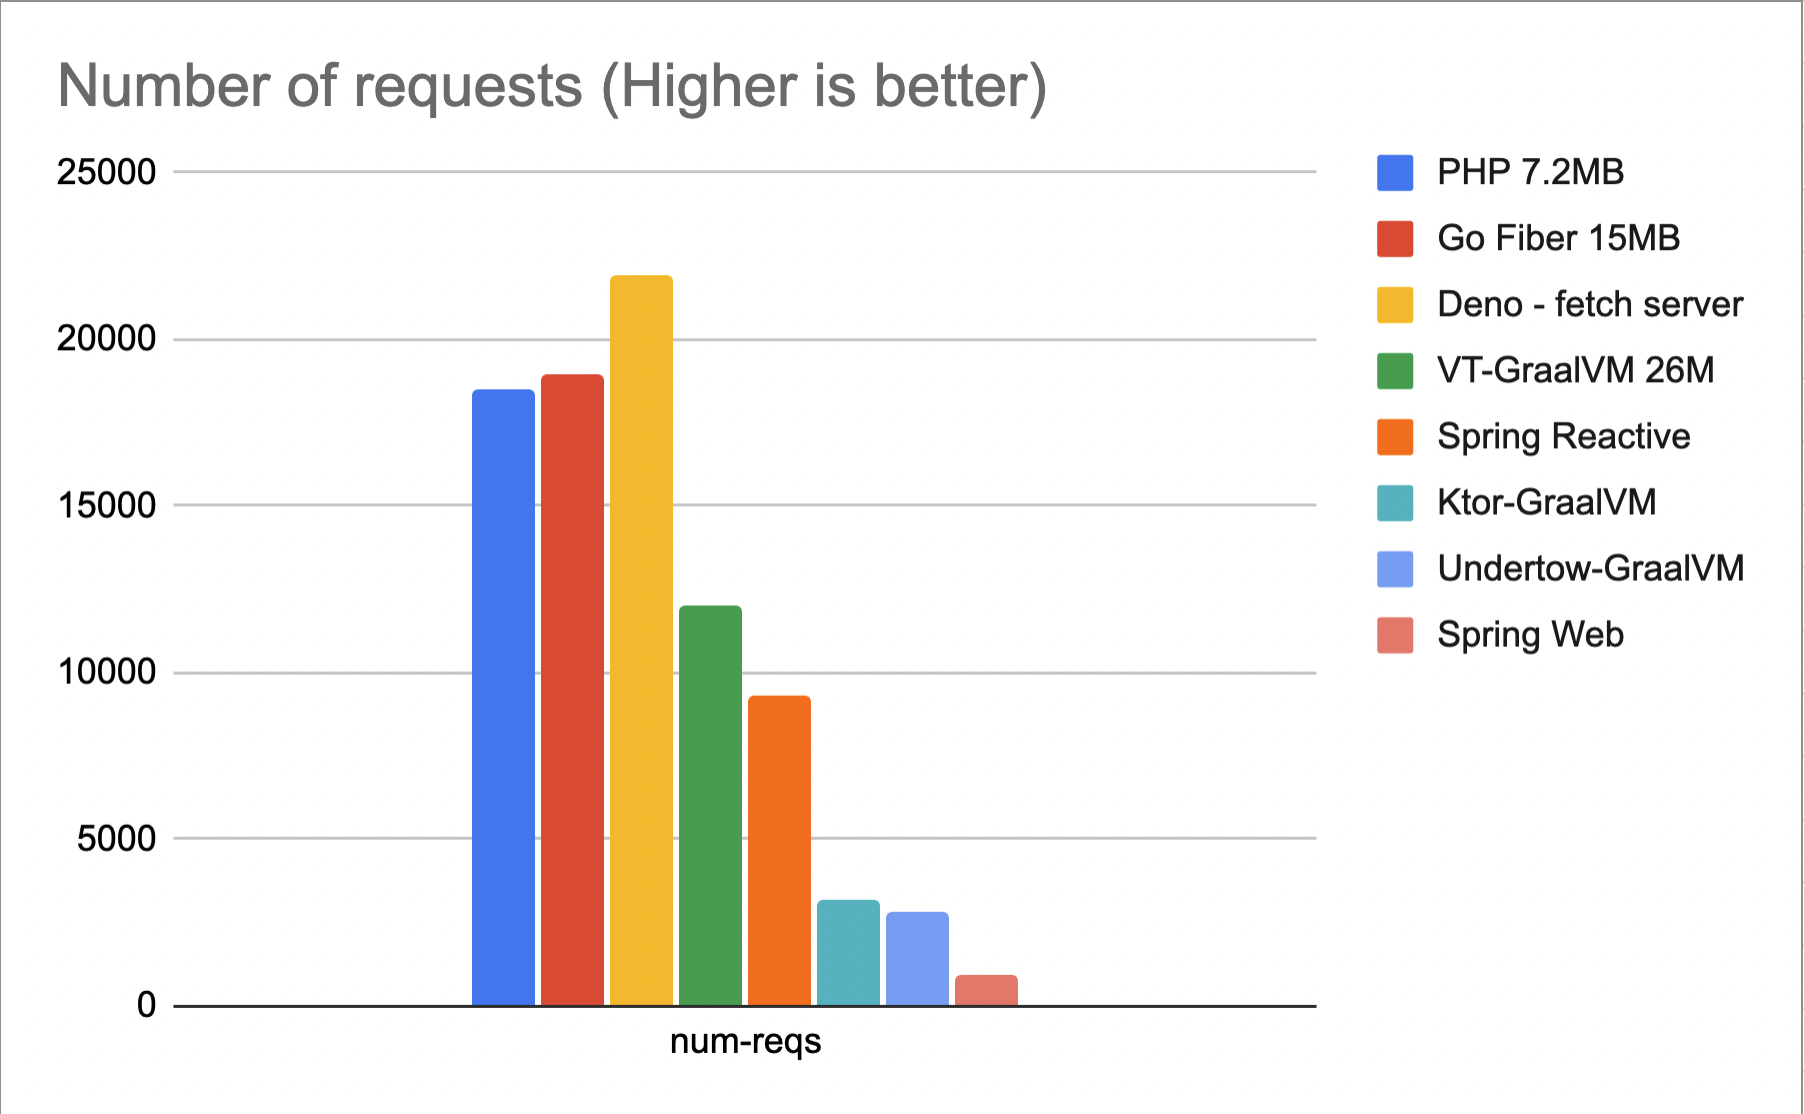 Number of requests (Higher is better)
25000
20000
15000
10000
5000
0
num-reqs
PHP 7.2MB
Go Fiber 15MB
Deno - fetch server
VT-GraalVM 26M
Spring Reactive
Ktor-GraalVM
Undertow-GraalVM
Spring Web